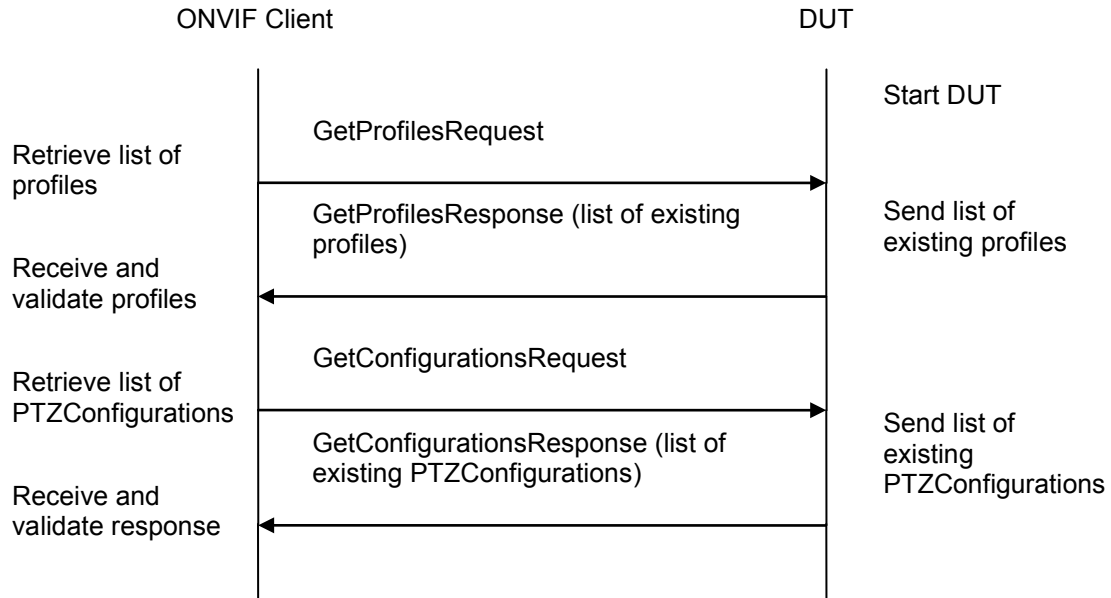 ONVIF Client
DUT
Start DUT
GetProfilesRequest
Retrieve list of
profiles
GetProfilesResponse (list of existing
profiles)
Send list of
existing profiles
Receive and
validate profiles
GetConfigurationsRequest
Retrieve list of
PTZConfigurations
GetConfigurationsResponse (list of
existing PTZConfigurations)
Send list of
existing
PTZConfigurations
Receive and
validate response